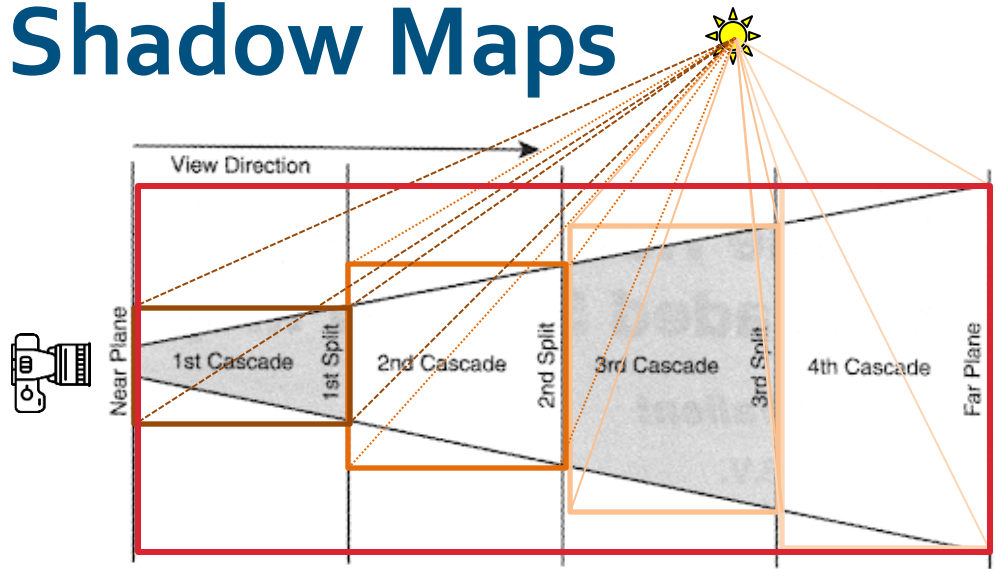 Shadow Maps
View Direction
Near Plane
1st Cascade
1st Split
2nd Cascade
2nd Split
3rd Cascade
3rd Split
4th Cascade
Far Plane